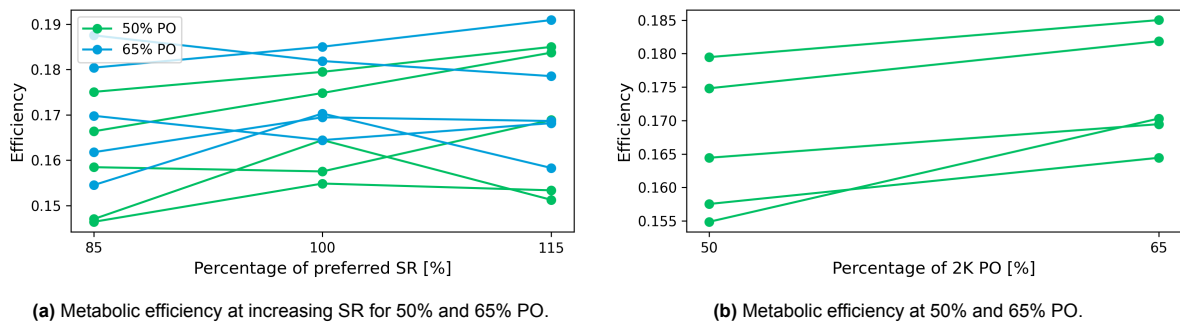 0.19
0.18
0.17
0.16
0.15
Efficiency
50% PO
65% PO
85
100
115
Percentage of preferred SR [%]
(a) Metabolic efficiency at increasing SR for 50% and 65% PO.
0.185
0.180
0.175
0.170
0.165
0.160
0.155
Efficiency
50
65
Percentage of 2K PO [%]
(b) Metabolic efficiency at 50% and 65% PO.